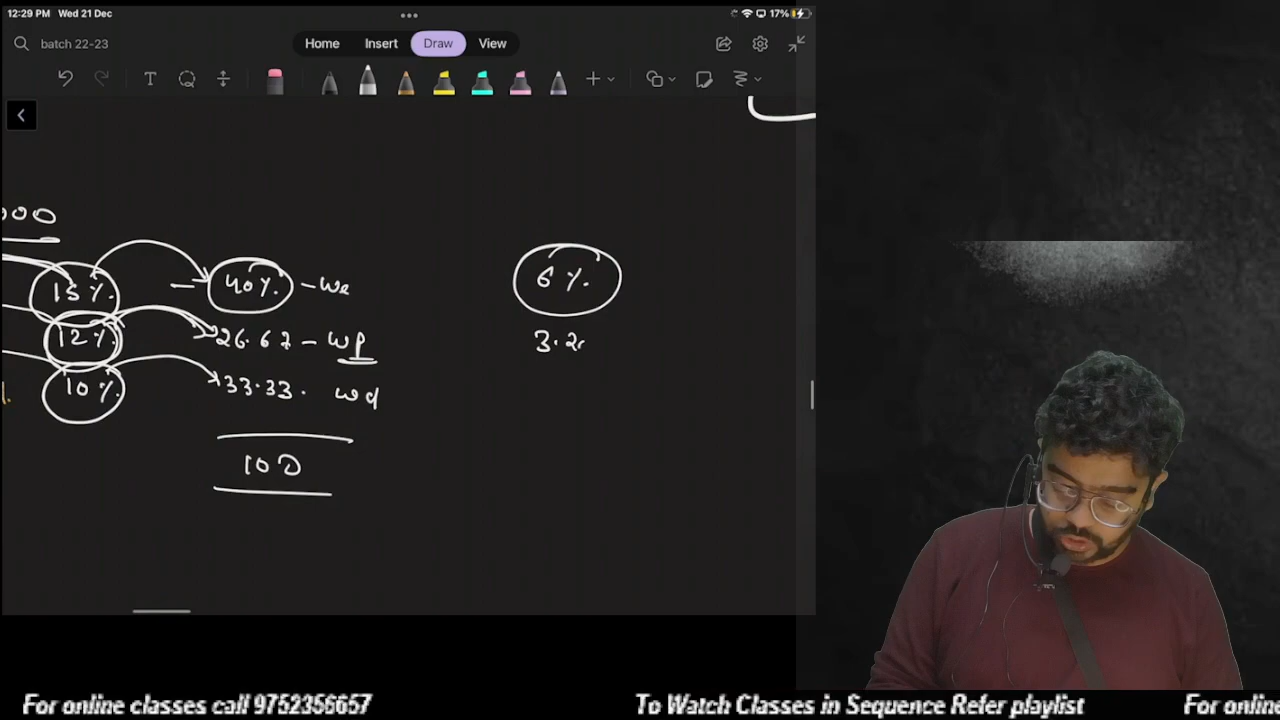 12:29 PM Wed 21 Dec
17%
batch 22-23
Home Insert Draw View
000
15% 40% - we
6%
12% 26.67 - wp
3.2
10% 33.33. wd
100
For online classes call 9752356657
To Watch Classes in Sequence Refer playlist
For online